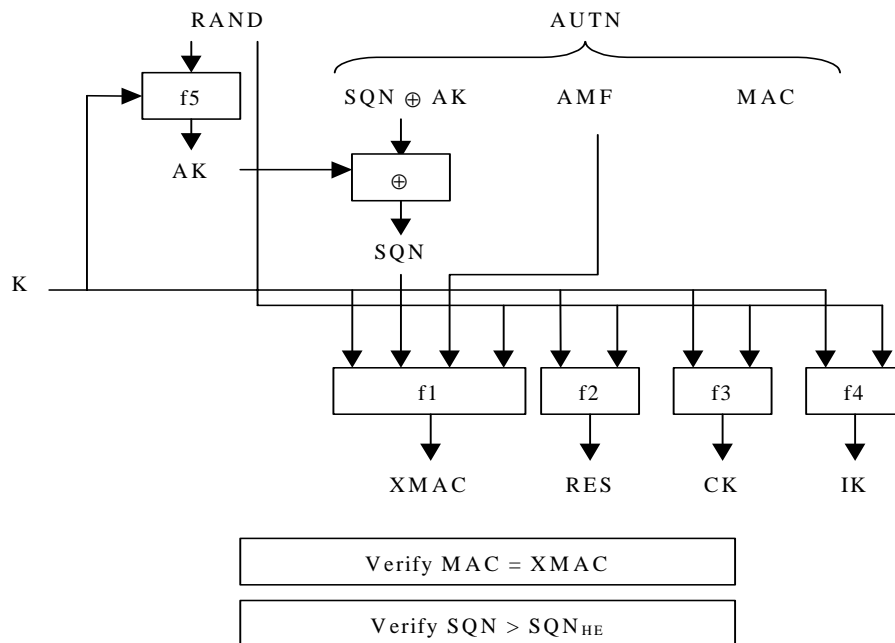 RAND
AUTN
f5
SQN ⊕ AK
AMF
MAC
AK
⊕
SQN
K
f1
f2
f3
f4
XMAC
RES
CK
IK
Verify MAC = XMAC
Verify SQN > SQN_HE